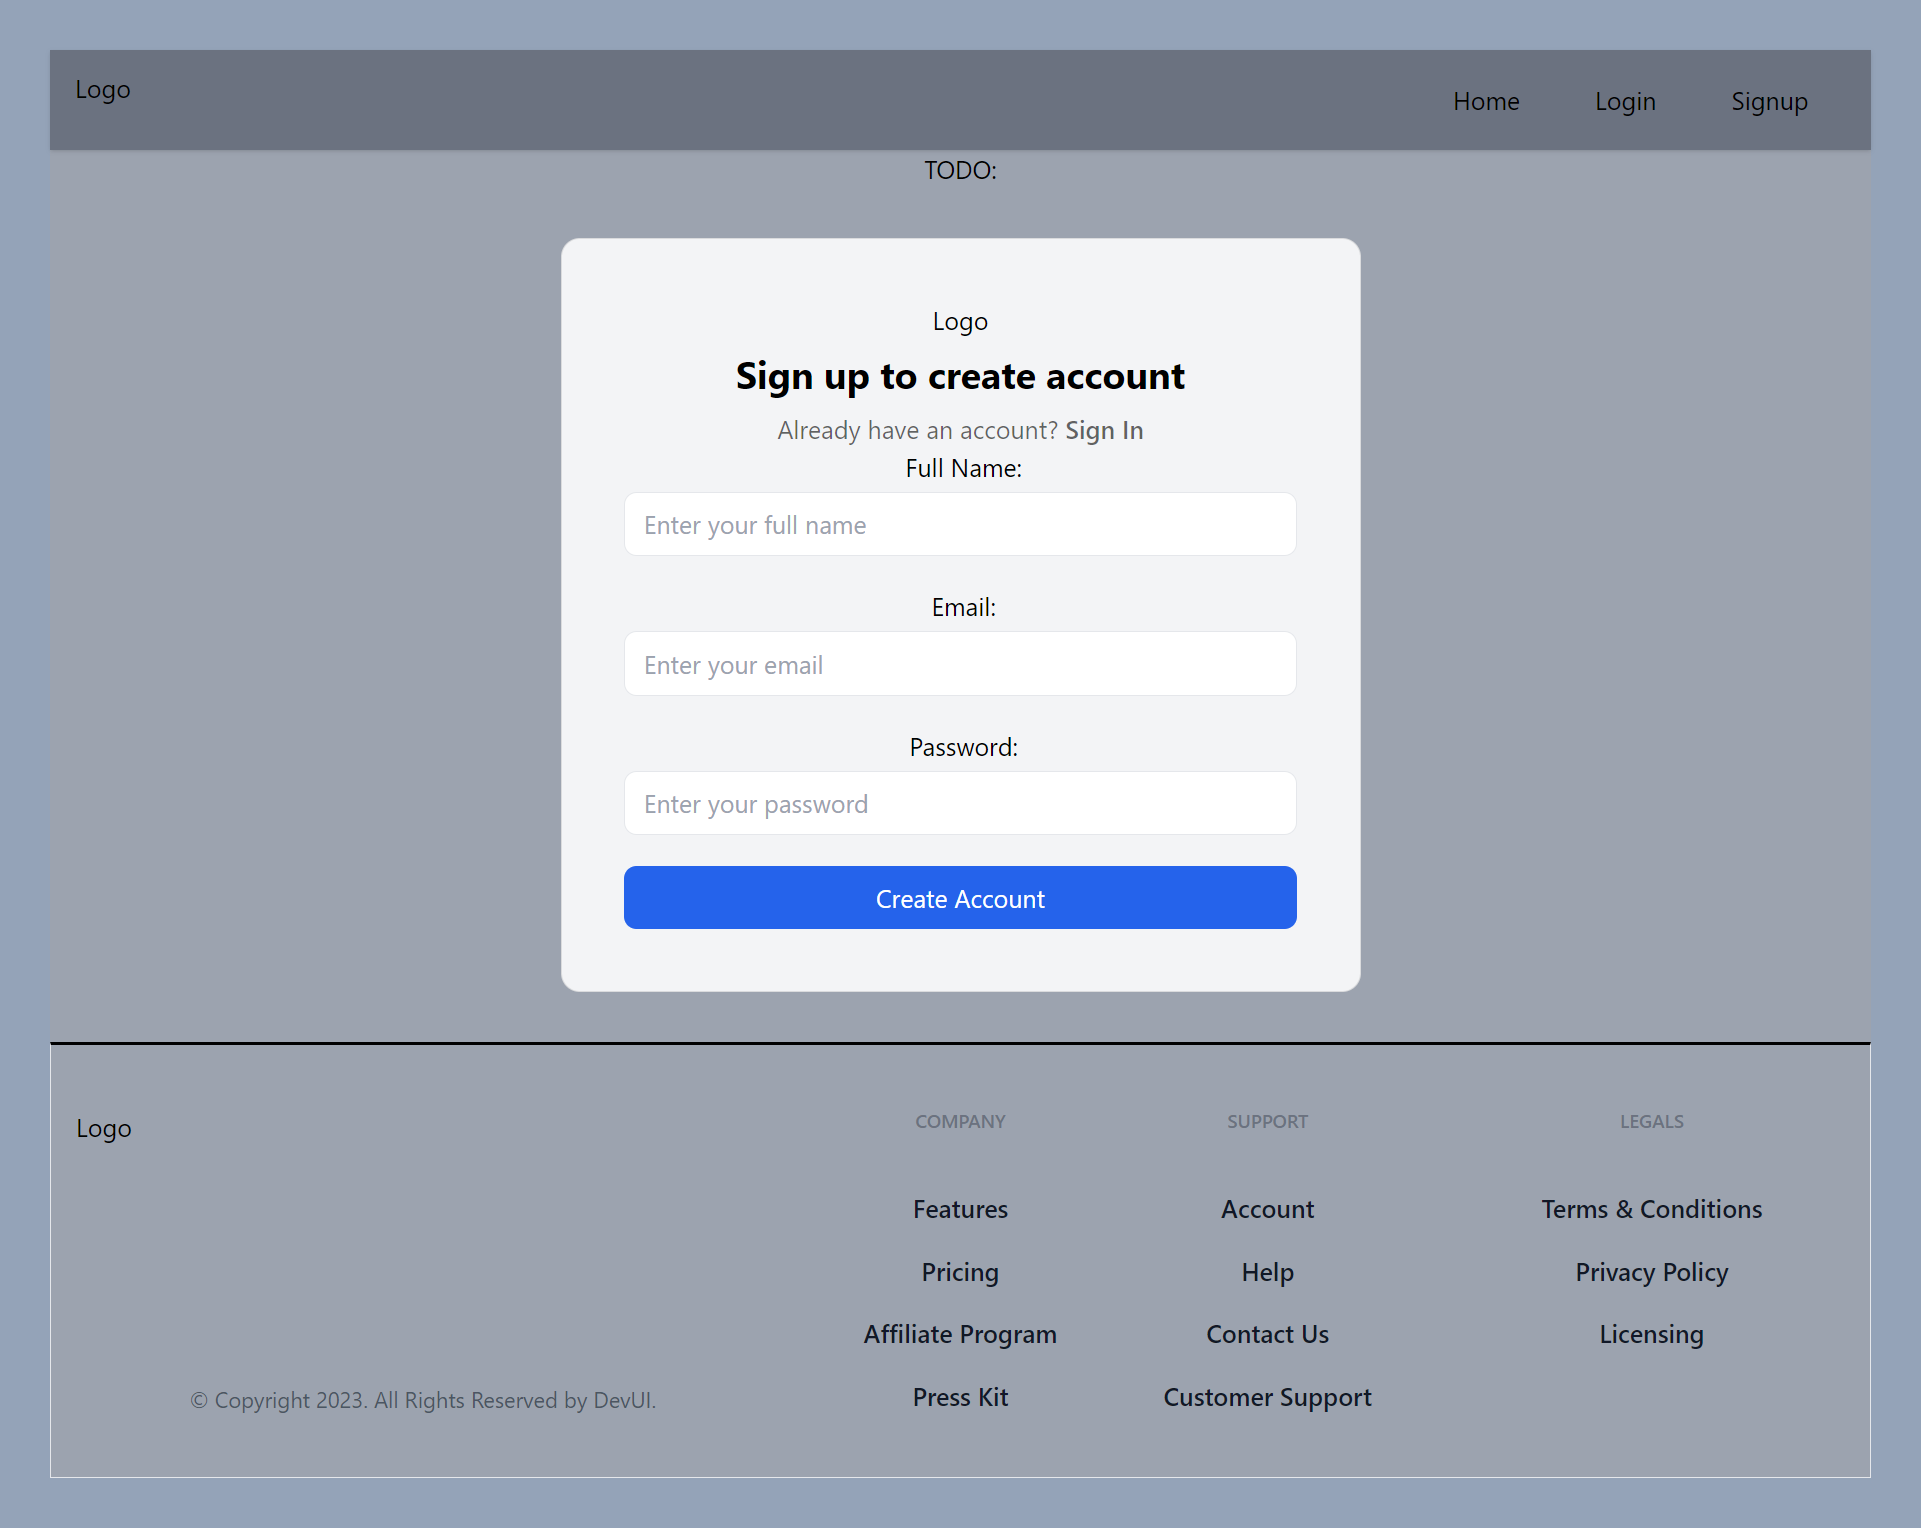 Logo
Home Login Signup
TODO:
Logo
Sign up to create account
Already have an account? Sign In
Full Name:
Enter your full name
Email:
Enter your email
Password:
Enter your password
Create Account
Logo
COMPANY
Features
Pricing
Affiliate Program
Press Kit
SUPPORT
Account
Help
Contact Us
Customer Support
LEGALS
Terms & Conditions
Privacy Policy
Licensing
© Copyright 2023. All Rights Reserved by DevUI.